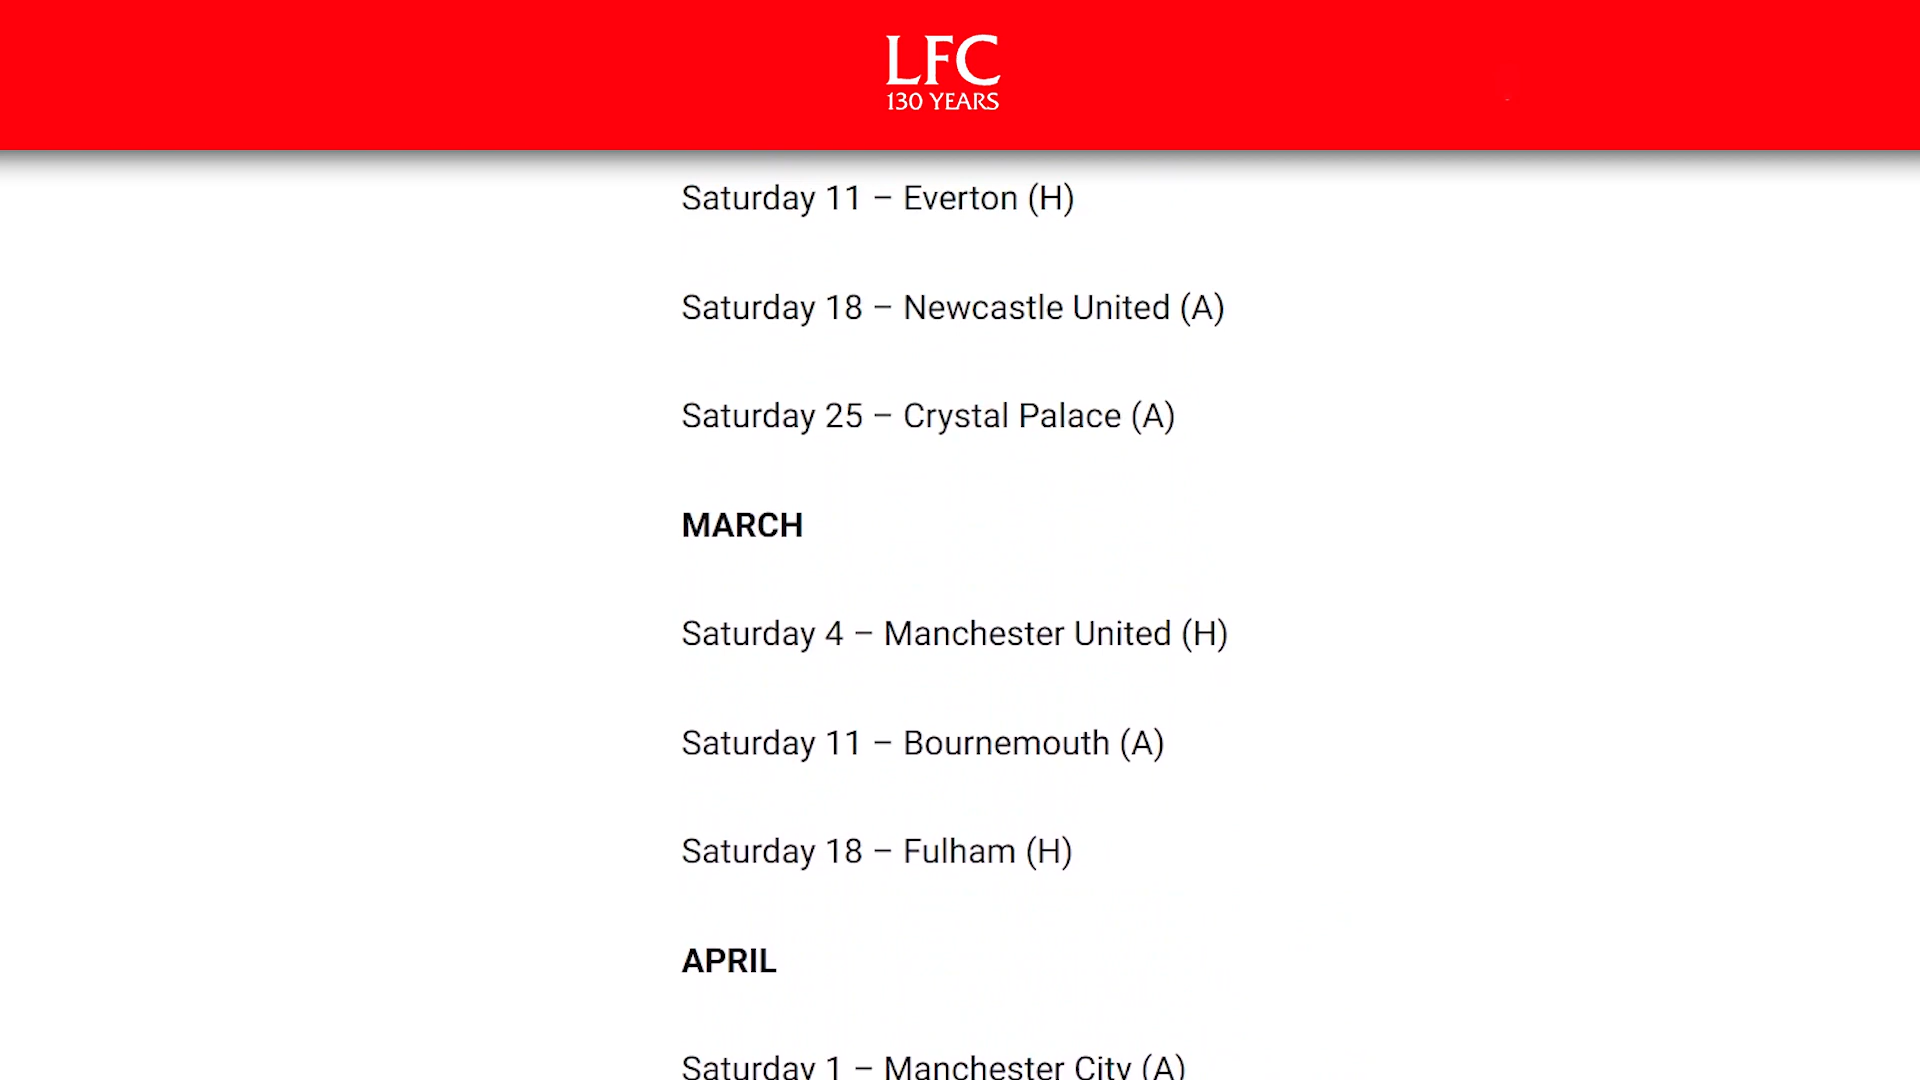 LFC
130 YEARS
Saturday 11 – Everton (H)
Saturday 18 – Newcastle United (A)
Saturday 25 – Crystal Palace (A)
MARCH
Saturday 4 – Manchester United (H)
Saturday 11 – Bournemouth (A)
Saturday 18 – Fulham (H)
APRIL
Saturday 1 – Manchester City (A)